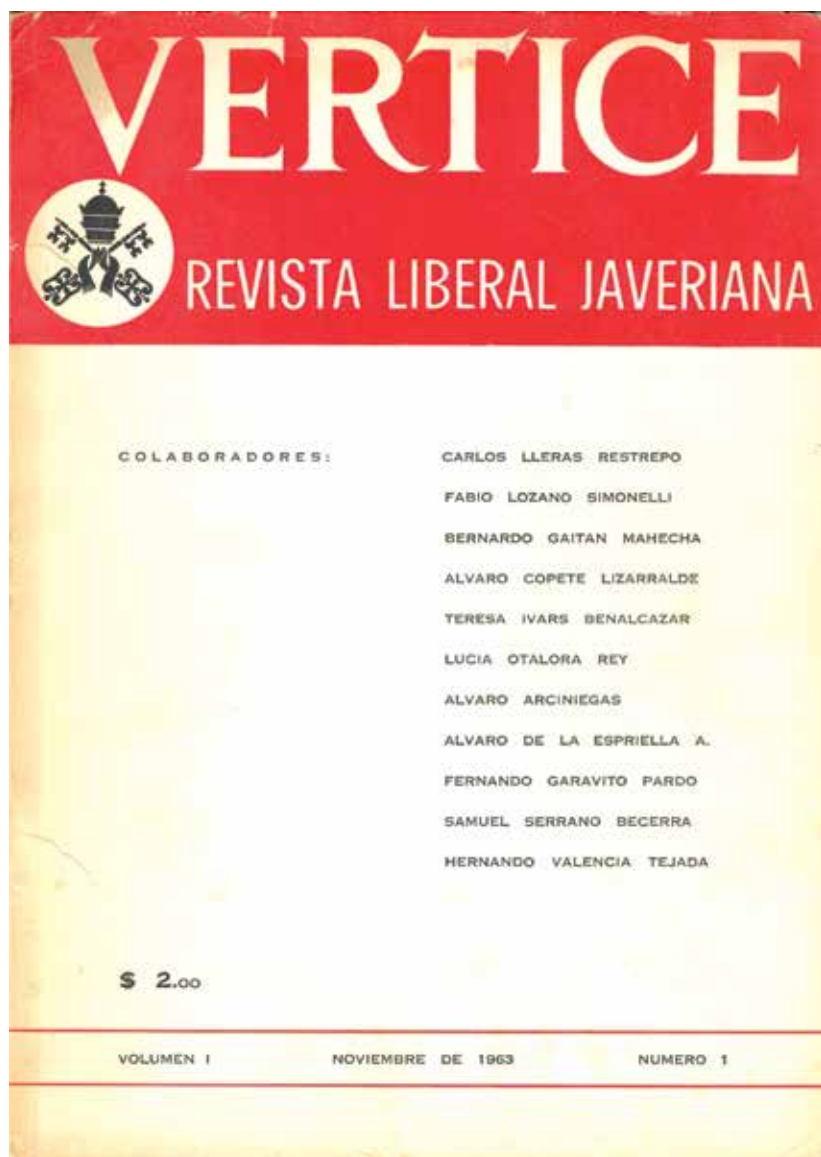 VERTICE
REVISTA LIBERAL JAVERIANA
COLABORADORES:
CARLOS LLERAS RESTREPO
FABIO LOZANO SIMONELLI
BERNARDO GAITAN MAHECHA
ALVARO COPETE LIZARRALDE
TERESA IVARS BENALCAZAR
LUCIA OTALORA REY
ALVARO ARCINIEGAS
ALVARO DE LA ESPRIELLA A.
FERNANDO GARAVITO PARDO
SAMUEL SERRANO BECERRA
HERNANDO VALENCIA TEJADA
$ 2.00
VOLUMEN I NOVIEMBRE DE 1963 NUMERO 1